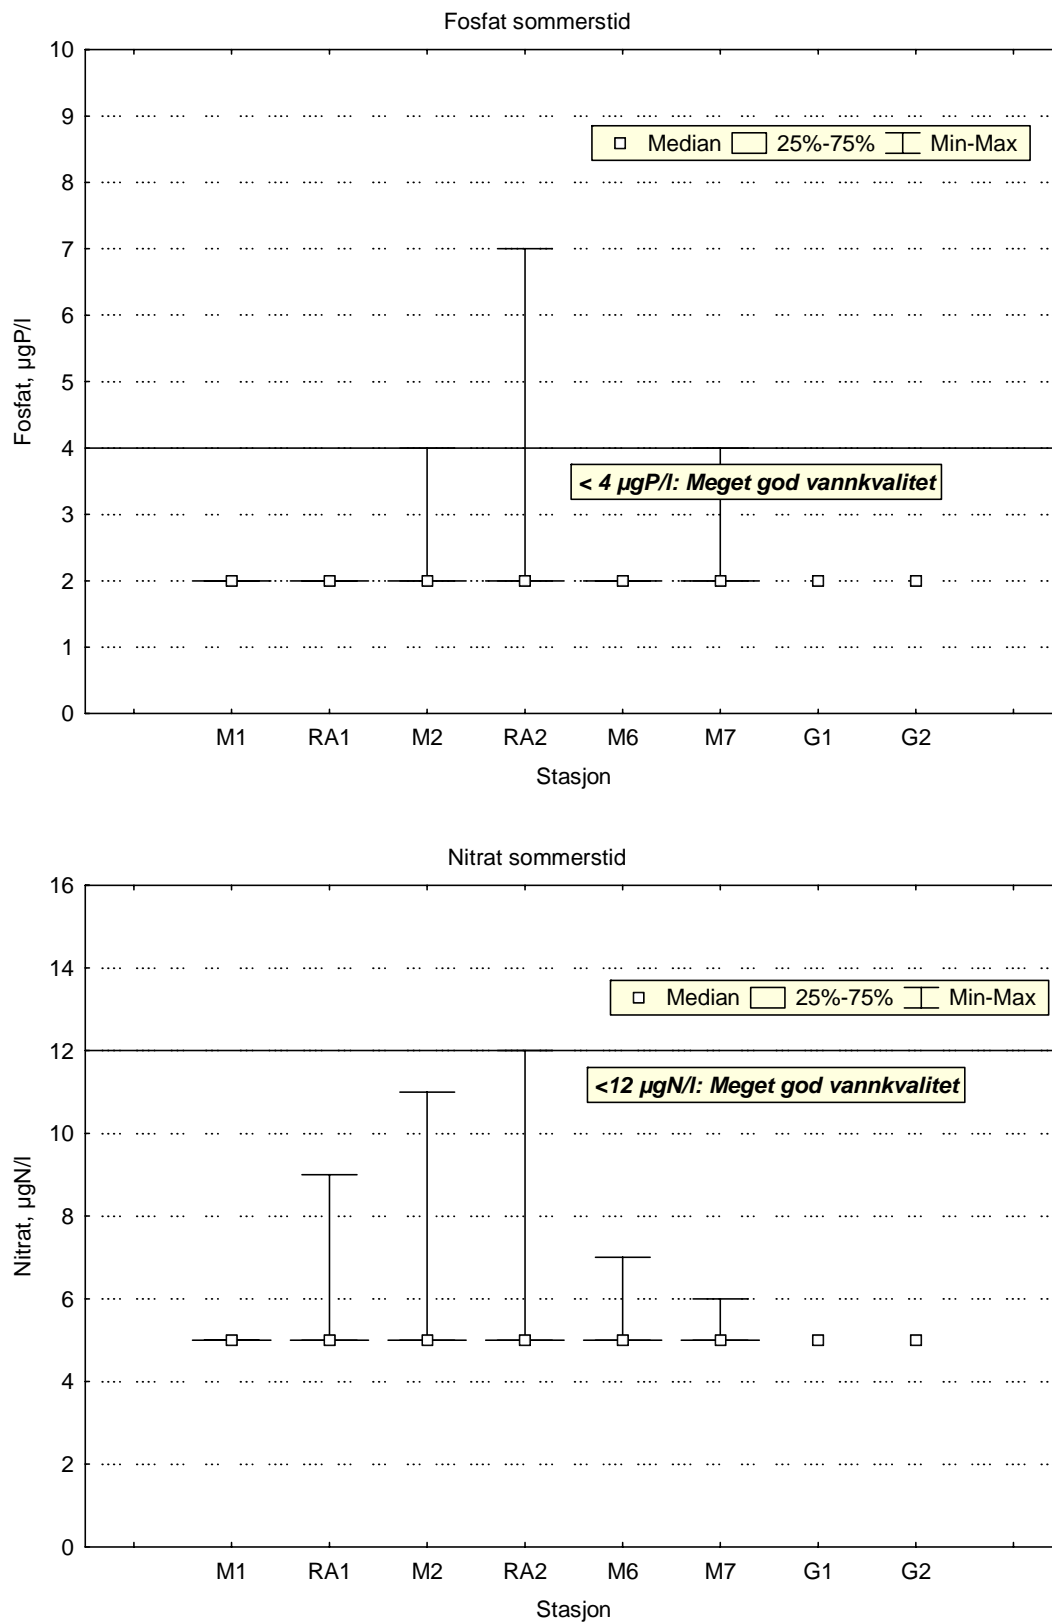 Fosfat sommerstid
10
9
Median 25%-75% Min-Max
8
7
6
5
4
< 4 µgP/l: Meget god vannkvalitet
3
2
1
0
Fosfat, µgP/l
M1 RA1 M2 RA2 M6 M7 G1 G2
Stasjon
Nitrat sommerstid
16
14
Median 25%-75% Min-Max
12
<12 µgN/l: Meget god vannkvalitet
10
8
6
4
2
0
Nitrat, µgN/l
M1 RA1 M2 RA2 M6 M7 G1 G2
Stasjon